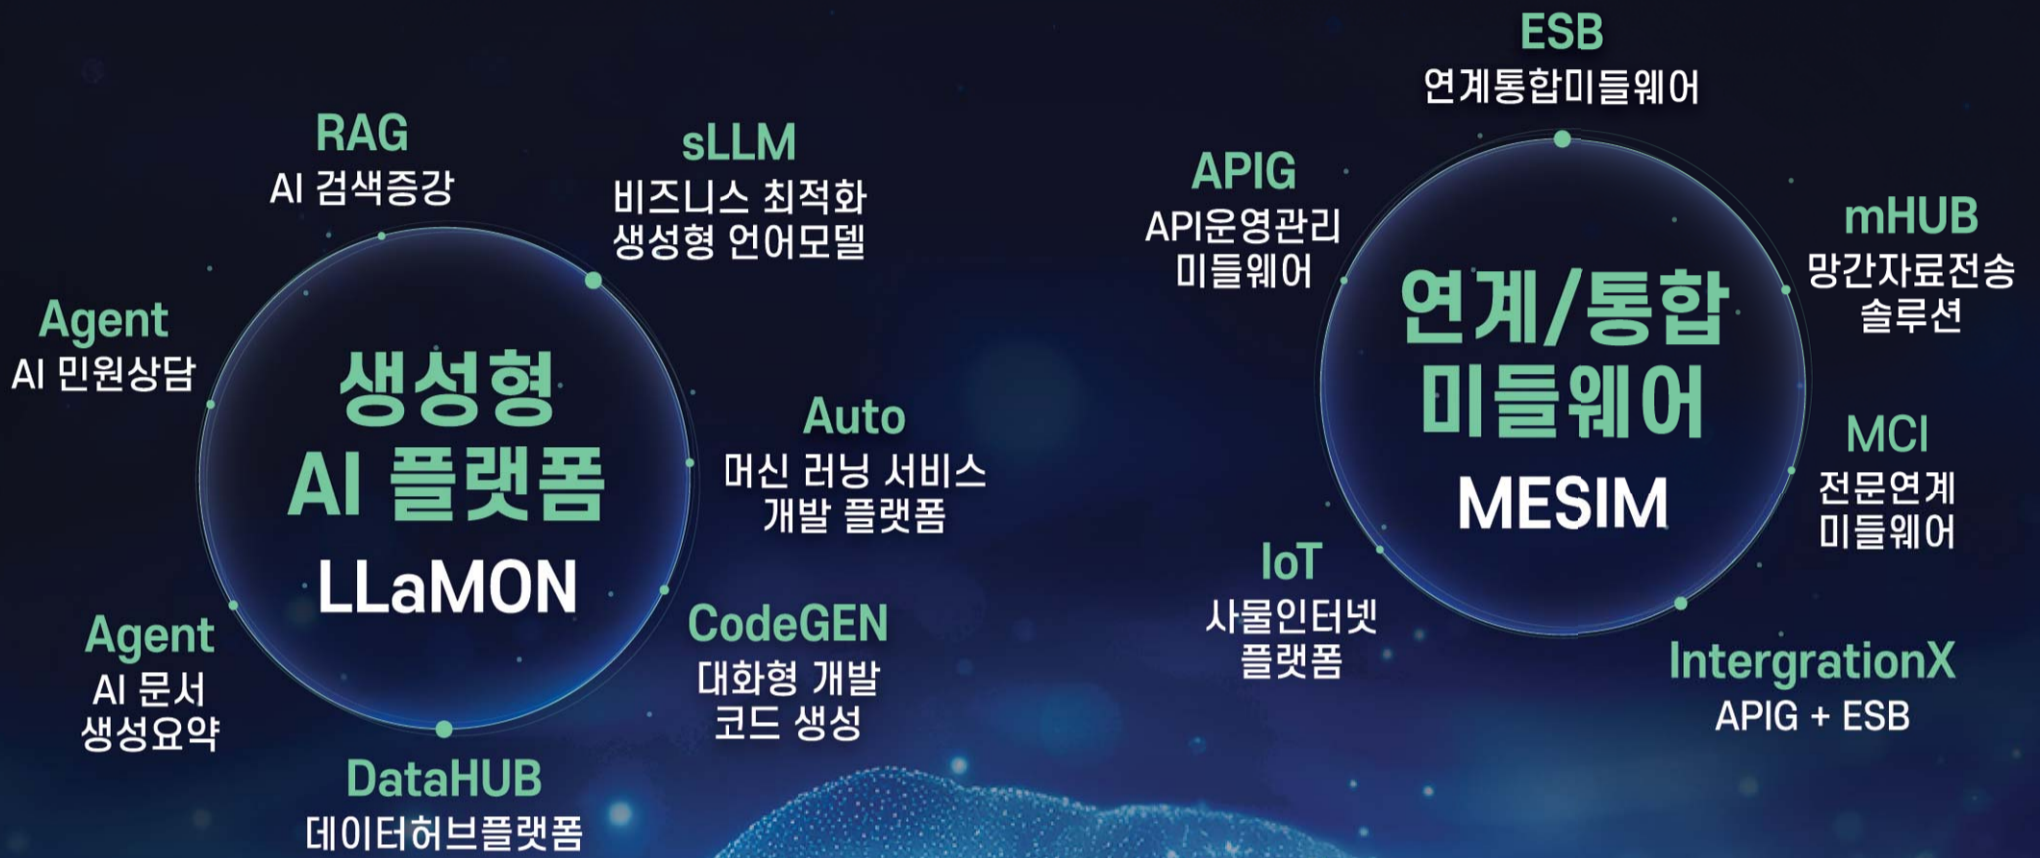 RAG
AI 검색증강
sLLM
비즈니스 최적화
생성형 언어모델
Agent
AI 민원상담
생성형
AI 플랫폼
LLaMON
Auto
머신 러닝 서비스
개발 플랫폼
Agent
AI 문서
생성요약
CodeGEN
대화형 개발
코드 생성
DataHUB
데이터허브플랫폼
ESB
연계통합미들웨어
APIG
API운영관리
미들웨어
mHUB
망간자료전송
솔루션
연계/통합
미들웨어
MESIM
MCI
전문연계
미들웨어
IoT
사물인터넷
플랫폼
IntergrationX
APIG + ESB